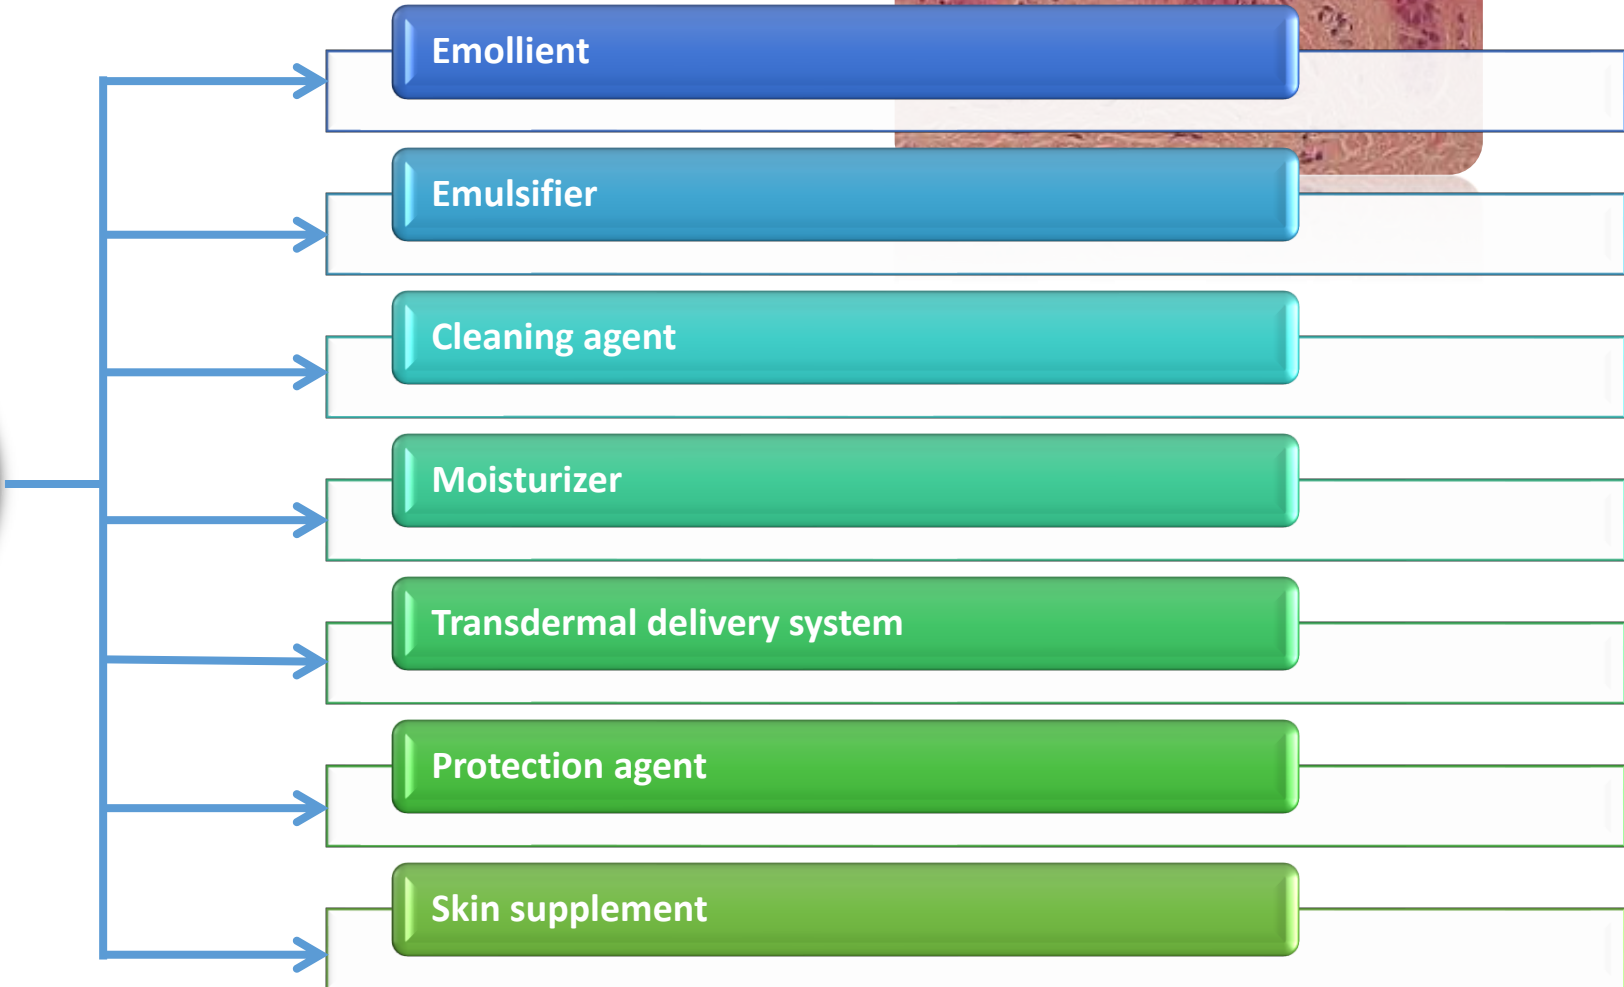 Emollient
Emulsifier
Cleaning agent
Moisturizer
Transdermal delivery system
Protection agent
Skin supplement